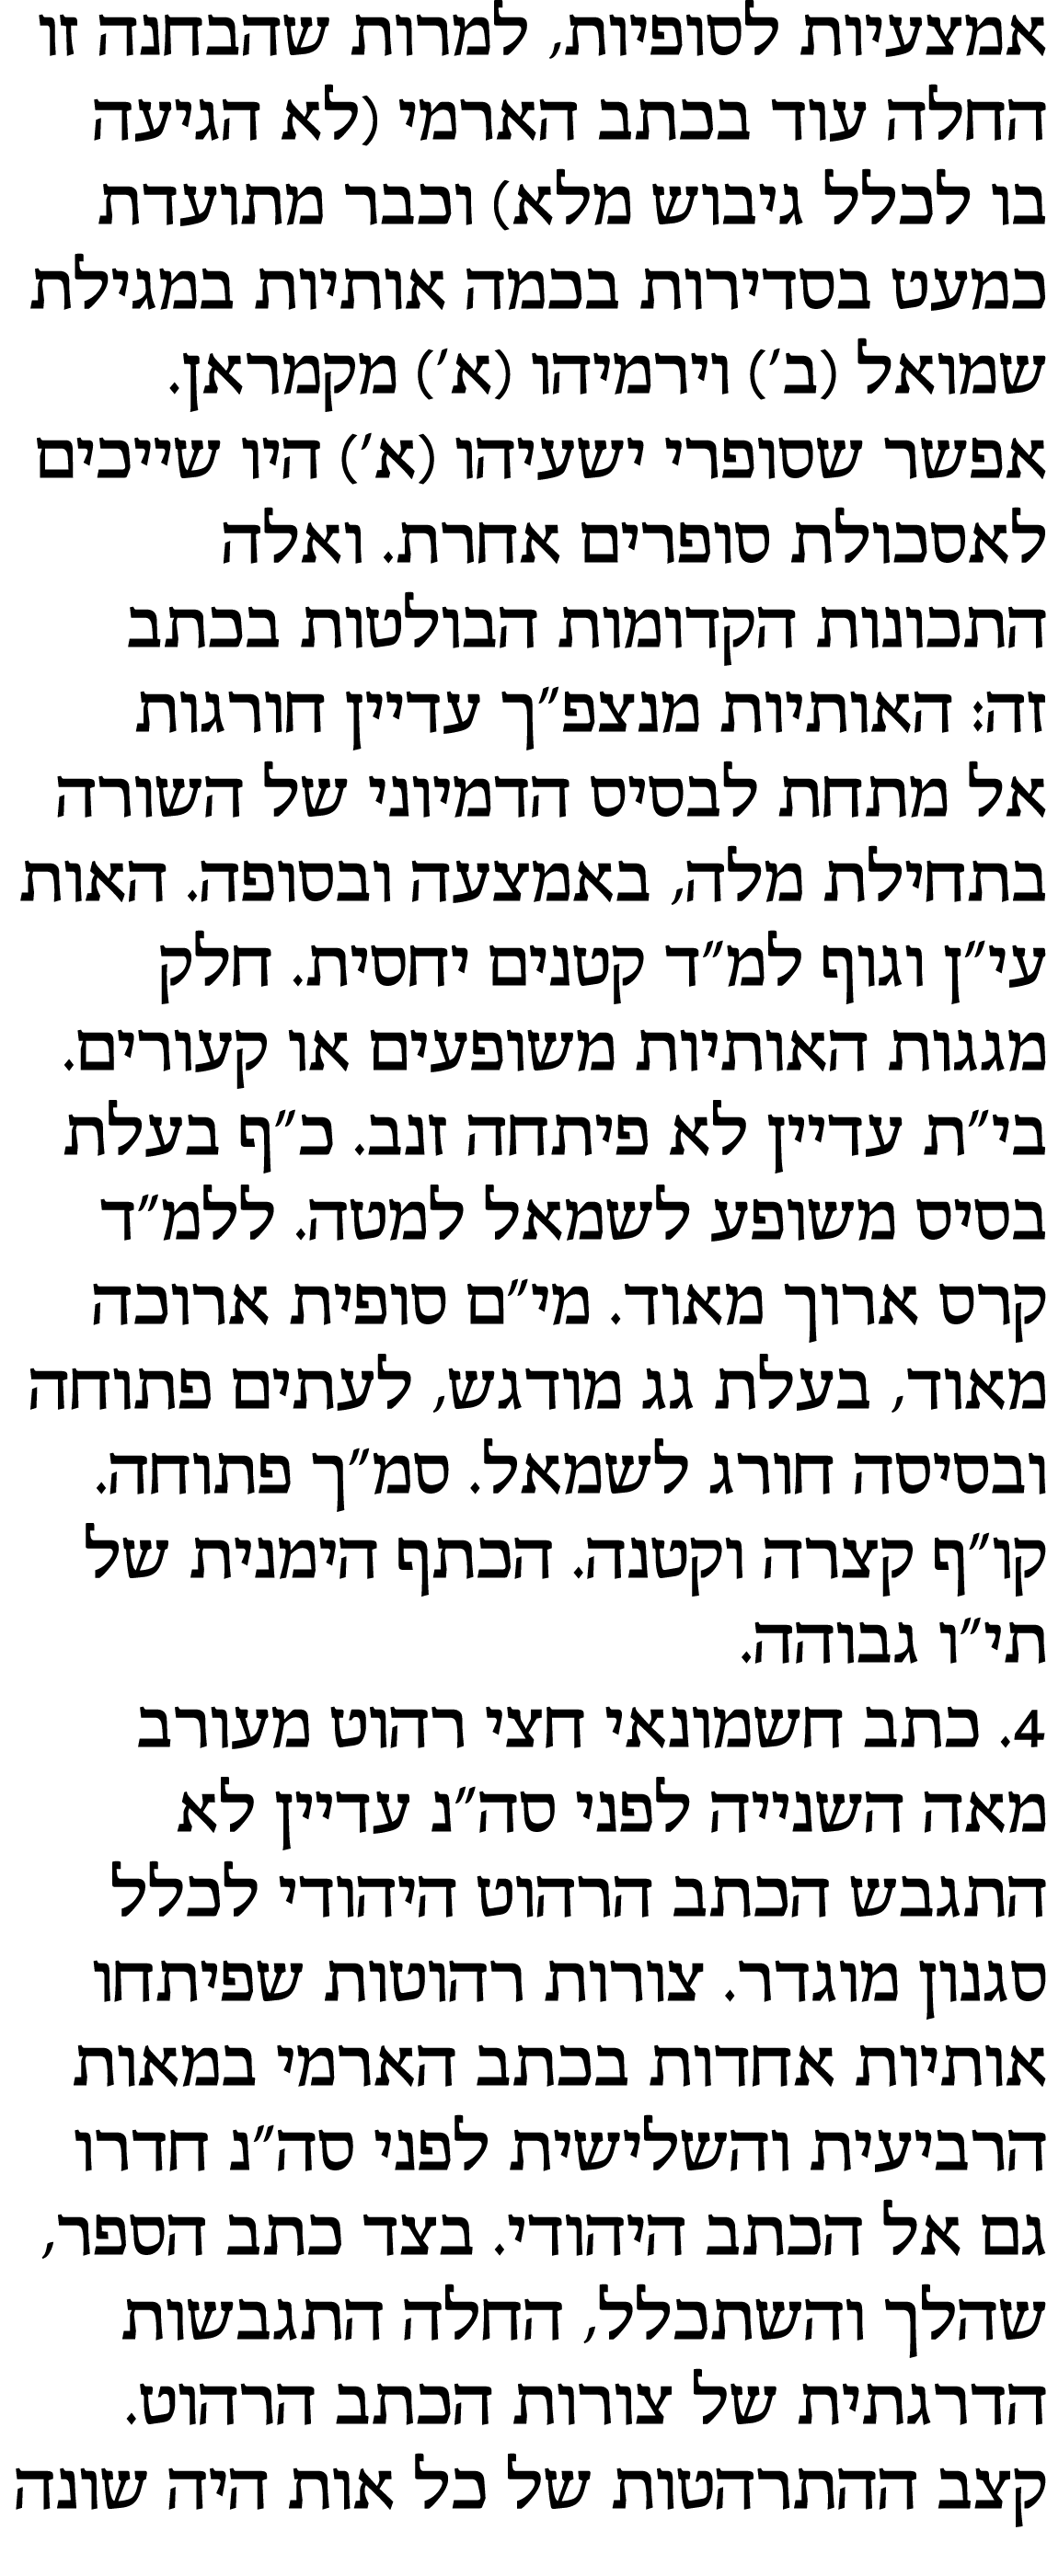 אמצעיות לסופיות, למרות שהבחנה זו
החלה עוד בכתב הארמי (לא הגיעה
בו לכלל גיבוש מלא) וכבר מתועדת
כמעט בסדירות בכמה אותיות במגילת
שמואל (ב׳) וירמיהו (א׳) מקמראן.
אפשר שסופרי ישעיהו (א׳) היו שייכים
לאסכולת סופרים אחרת. ואלה
התכונות הקדומות הבולטות בכתב
זה: האותיות מנצפ״ך עדיין חורגות
אל מתחת לבסיס הדמיוני של השורה
בתחילת מלה, באמצעה ובסופה. האות
עי״ן וגוף למ״ד קטנים יחסית. חלק
מגגות האותיות משופעים או קעורים.
בי״ת עדיין לא פיתחה זנב. כ״ף בעלת
בסיס משופע לשמאל למטה. ללמ״ד
קרס ארוך מאוד. מי״ם סופית ארוכה
מאוד, בעלת גג מודגש, לעתים פתוחה
ובסיסה חורג לשמאל. סמ״ך פתוחה.
קו״ף קצרה וקטנה. הכתף הימנית של
תי״ו גבוהה.
4. כתב חשמונאי חצי רהוט מעורב
מאה השנייה לפני סה״נ עדיין לא
התגבש הכתב הרהוט היהודי לכלל
סגנון מוגדר. צורות רהוטות שפיתחו
אותיות אחדות בכתב הארמי במאות
הרביעית והשלישית לפני סה״נ חדרו
גם אל הכתב היהודי. בצד כתב הספר,
שהלך והשתכלל, החלה התגבשות
הדרגתית של צורות הכתב הרהוט.
קצב ההתרהטות של כל אות היה שונה